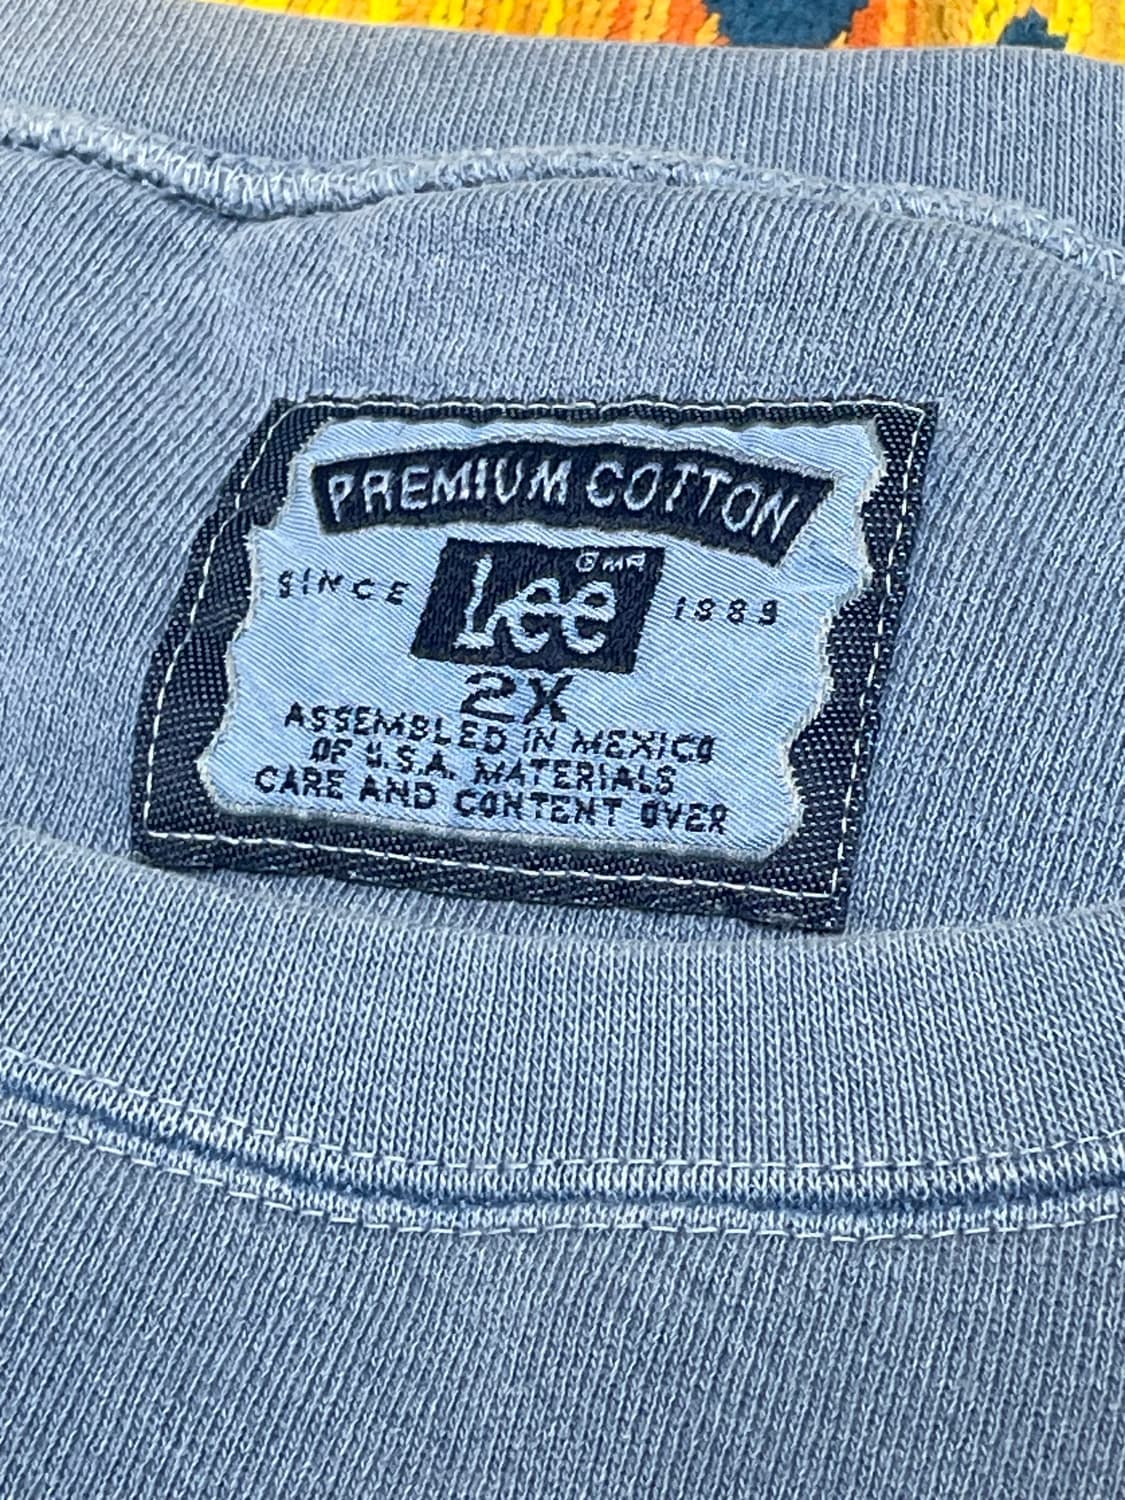 PREMIUM COTTON
SINCE Lee ®MR 1889
2X
ASSEMBLED IN MEXICO
OF U.S.A. MATERIALS
CARE AND CONTENT OVER